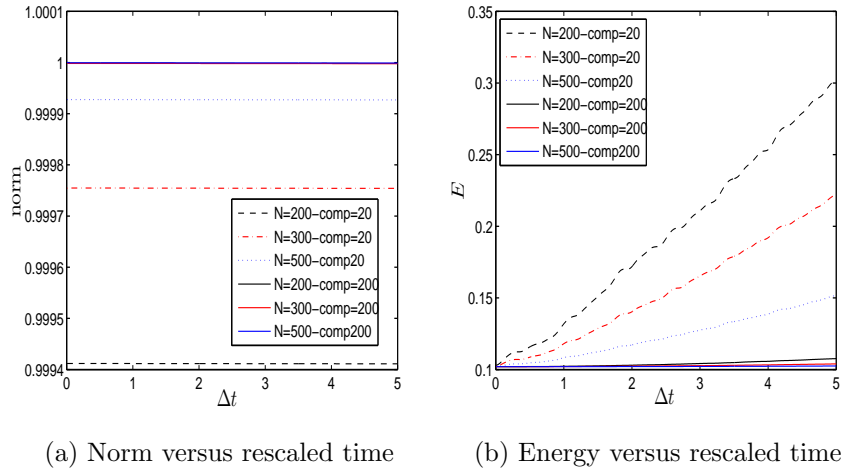 1.0001
1
0.9999
0.9998
0.9997
0.9996
0.9995
0.9994
norm
0 1 2 3 4 5
Δt
N=200−comp=20
N=300−comp=20
N=500−comp20
N=200−comp=200
N=300−comp=200
N=500−comp200
(a) Norm versus rescaled time
0.35
0.3
0.25
0.2
0.15
0.1
E
0 1 2 3 4 5
Δt
N=200−comp=20
N=300−comp=20
N=500−comp20
N=200−comp=200
N=300−comp=200
N=500−comp200
(b) Energy versus rescaled time